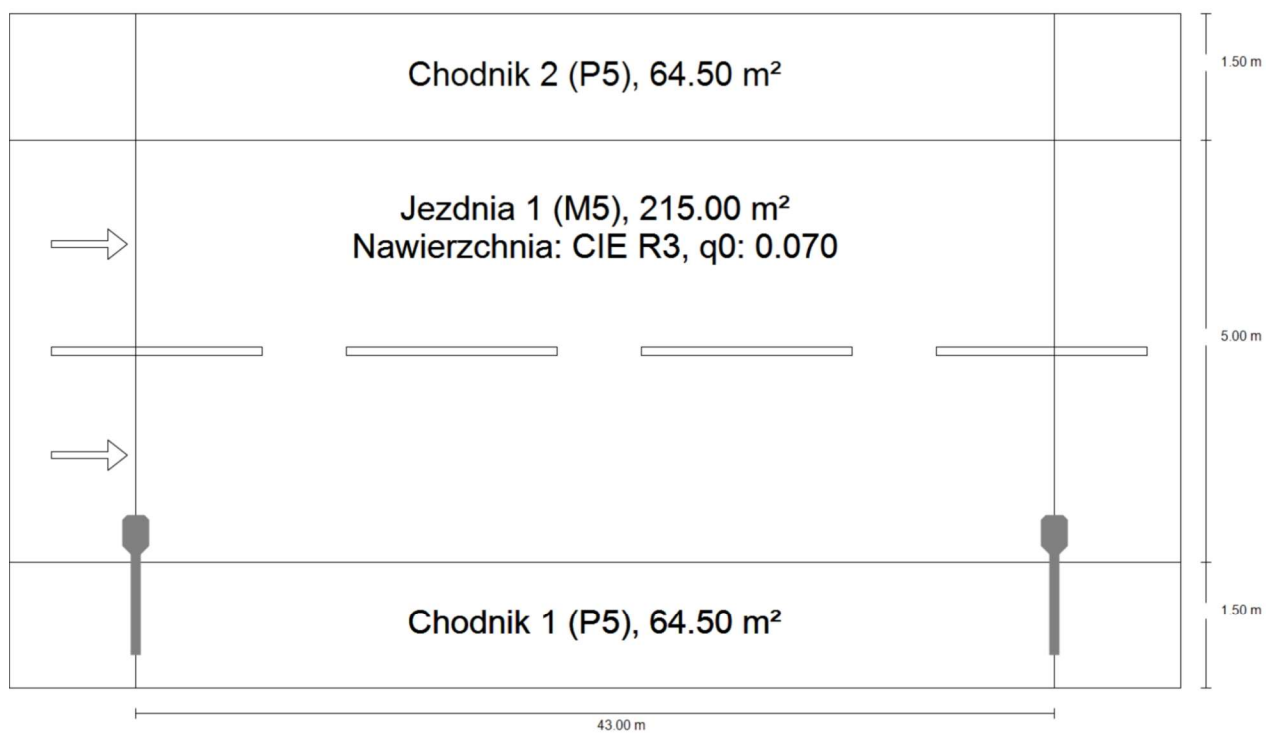 Chodnik 2 (P5), 64.50 m²
1.50 m
Jezdnia 1 (M5), 215.00 m²
Nawierzchnia: CIE R3, q0: 0.070
5.00 m
Chodnik 1 (P5), 64.50 m²
1.50 m
43.00 m